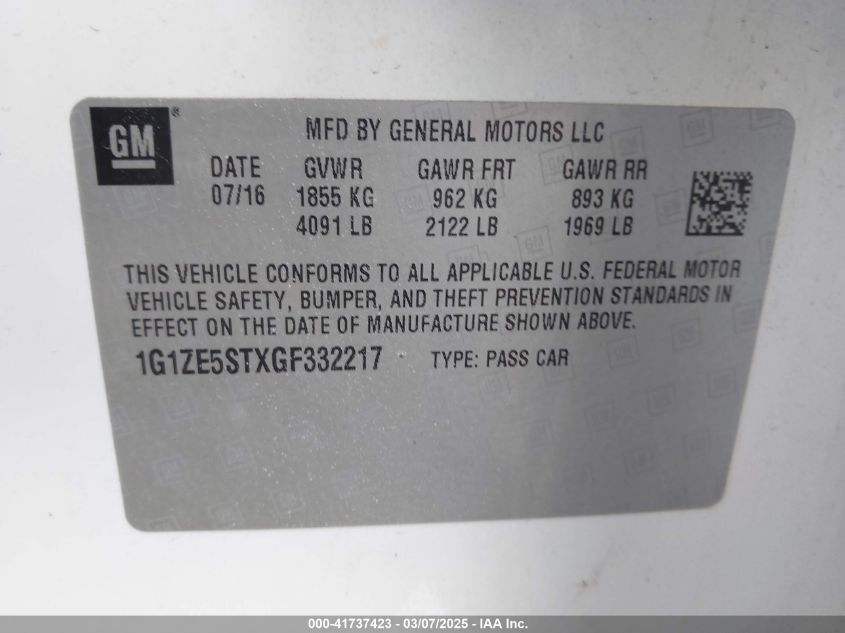 GM ® MFD BY GENERAL MOTORS LLC
DATE GVWR GAWR FRT GAWR RR
07/16 1855 KG 962 KG 893 KG
4091 LB 2122 LB 1969 LB
THIS VEHICLE CONFORMS TO ALL APPLICABLE U.S. FEDERAL MOTOR
VEHICLE SAFETY, BUMPER, AND THEFT PREVENTION STANDARDS IN
EFFECT ON THE DATE OF MANUFACTURE SHOWN ABOVE.
1G1ZE5STXGF332217 TYPE: PASS CAR
000-41737423 - 03/07/2025 - IAA Inc.